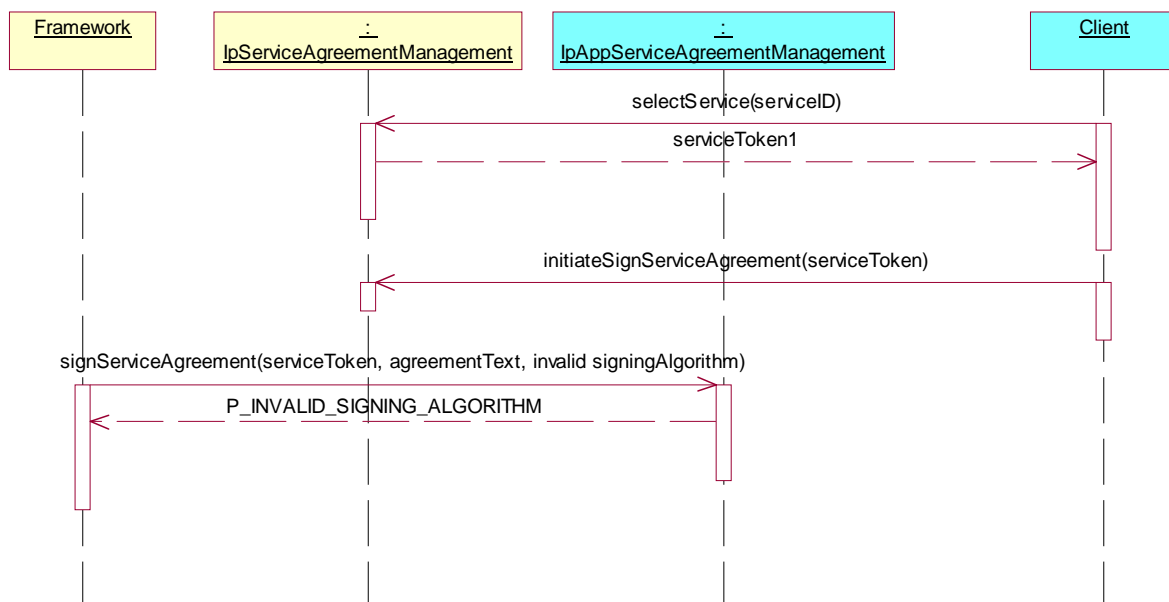 Framework
:
IpServiceAgreementManagement
:
IpAppServiceAgreementManagement
Client
selectService(serviceID)
serviceToken1
initiateSignServiceAgreement(serviceToken)
signServiceAgreement(serviceToken, agreementText, invalid signingAlgorithm)
P_INVALID_SIGNING_ALGORITHM